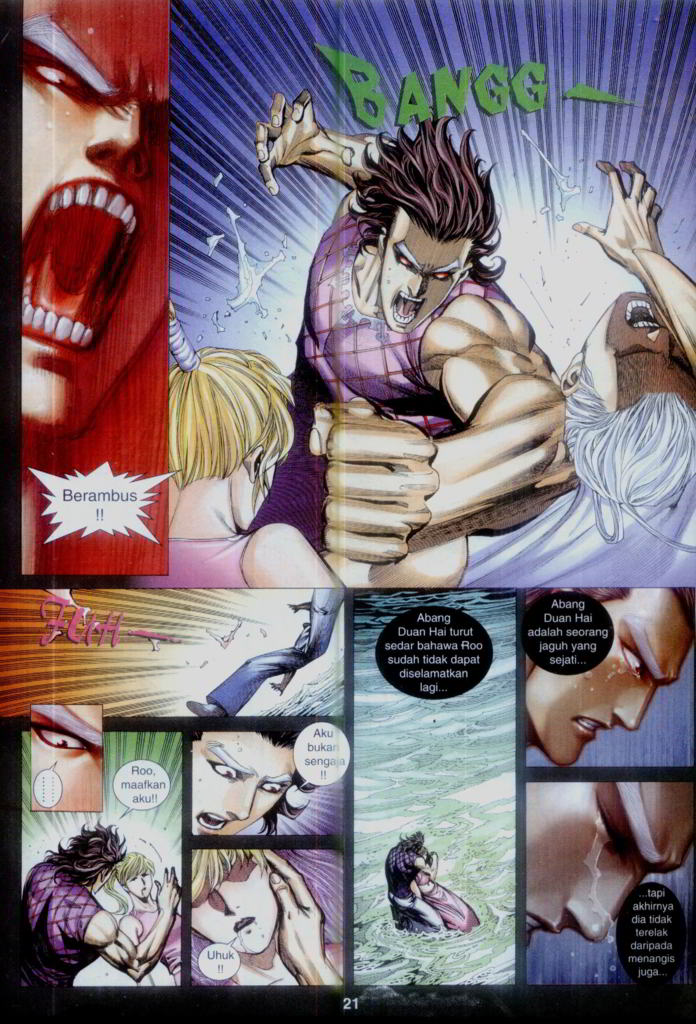 BANGG
Berambus
!!
FUH
Roo,
maafkan
aku!!
Aku
bukan
sengaja
!!
Uhuk
!!
Abang
Duan Hai turut
sedar bahawa Roo
sudah tidak dapat
diselamatkan
lagi...
Abang
Duan Hai
adalah seorang
jaguh yang
sejati...
...tapi
akhirnya
dia tidak
terelak
daripada
menangis
juga...
21